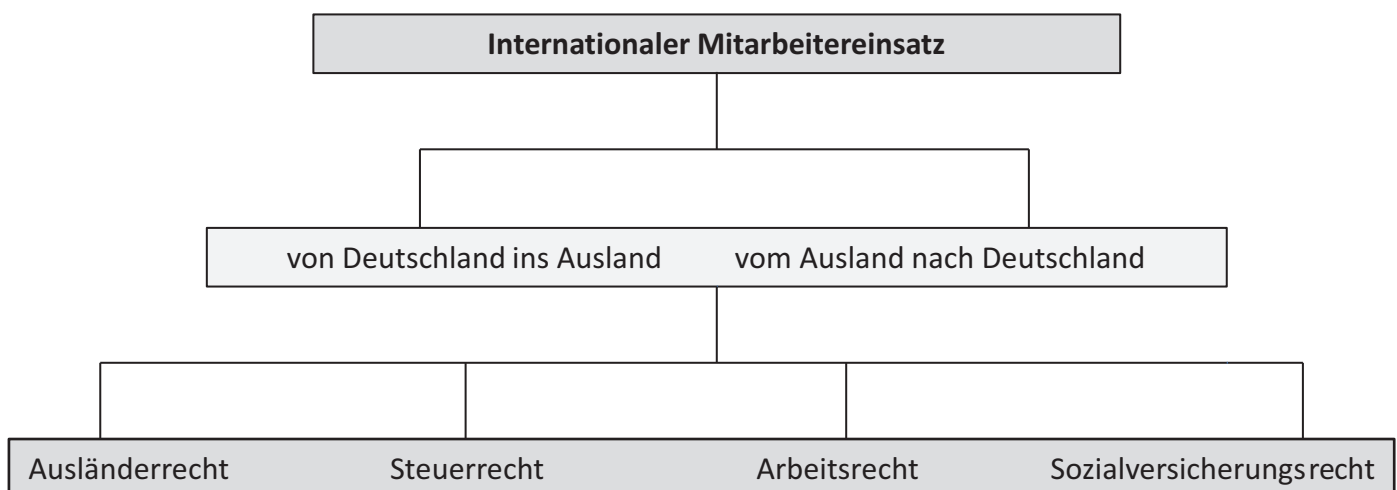 Internationaler Mitarbeitereinsatz
von Deutschland ins Ausland vom Ausland nach Deutschland
Ausländerrecht Steuerrecht Arbeitsrecht Sozialversicherungsrecht